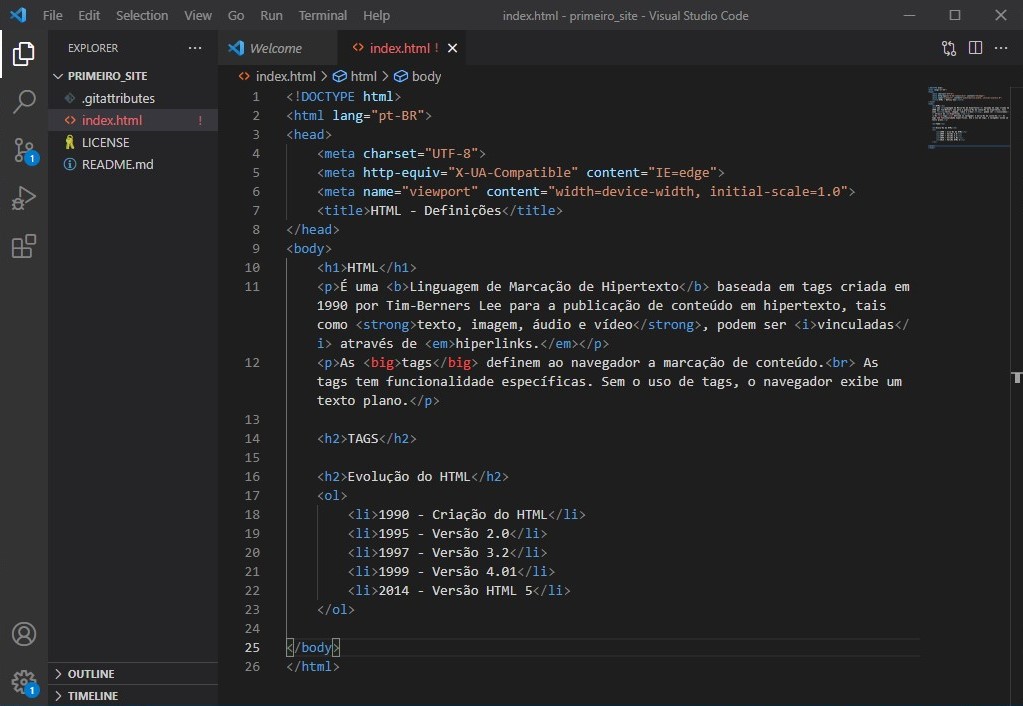 File Edit Selection View Go Run Terminal Help index.html - primeiro_site - Visual Studio Code
EXPLORER
PRIMEIRO_SITE
.gitattributes
index.html !
LICENSE
README.md
OUTLINE
TIMELINE
1
1
Welcome index.html !
index.html > html > body
1 <!DOCTYPE html>
2 <html lang="pt-BR">
3 <head>
4 <meta charset="UTF-8">
5 <meta http-equiv="X-UA-Compatible" content="IE=edge">
6 <meta name="viewport" content="width=device-width, initial-scale=1.0">
7 <title>HTML - Definições</title>
8 </head>
9 <body>
10 <h1>HTML</h1>
11 <p>É uma <b>Linguagem de Marcação de Hipertexto</b> baseada em tags criada em
1990 por Tim-Berners Lee para a publicação de conteúdo em hipertexto, tais
como <strong>texto, imagem, áudio e vídeo</strong>, podem ser <i>vinculadas</
i> através de <em>hiperlinks.</em></p>
12 <p>As <big>tags</big> definem ao navegador a marcação de conteúdo.<br> As
tags tem funcionalidade específicas. Sem o uso de tags, o navegador exibe um
texto plano.</p>
13
14 <h2>TAGS</h2>
15
16 <h2>Evolução do HTML</h2>
17 <ol>
18 <li>1990 - Criação do HTML</li>
19 <li>1995 - Versão 2.0</li>
20 <li>1997 - Versão 3.2</li>
21 <li>1999 - Versão 4.01</li>
22 <li>2014 - Versão HTML 5</li>
23 </ol>
24
25 </body>
26 </html>